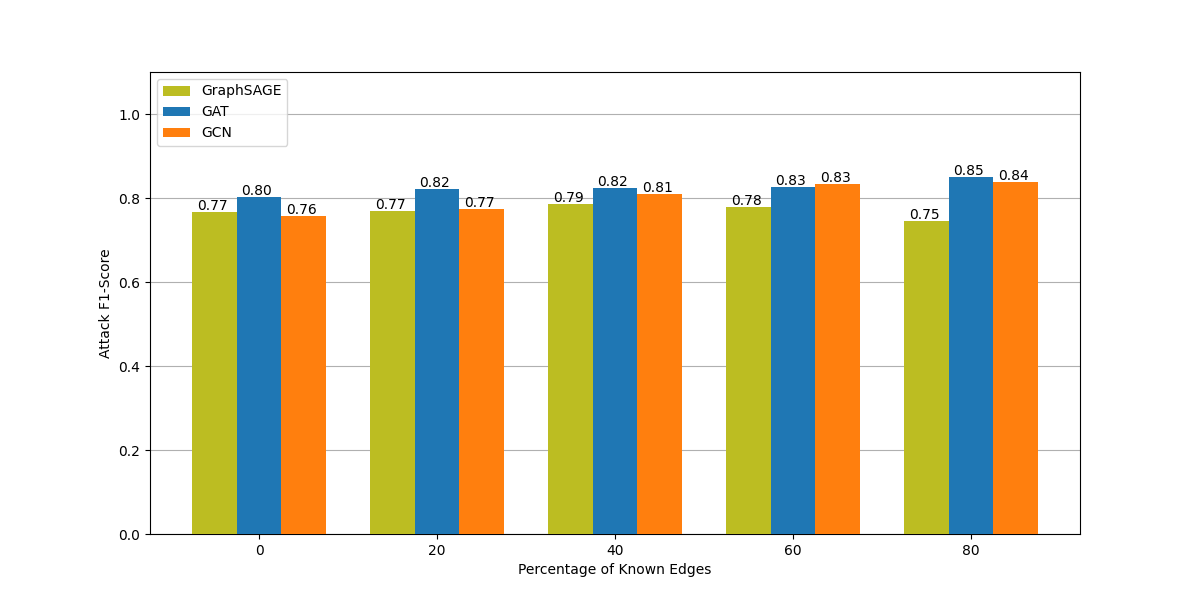 GraphSAGE
GAT
GCN
1.0
0.8
0.6
0.4
0.2
0.0
Attack F1-Score
0.77 0.80 0.76
0.77 0.82 0.77
0.79 0.82 0.81
0.78 0.83 0.83
0.75 0.85 0.84
0 20 40 60 80
Percentage of Known Edges